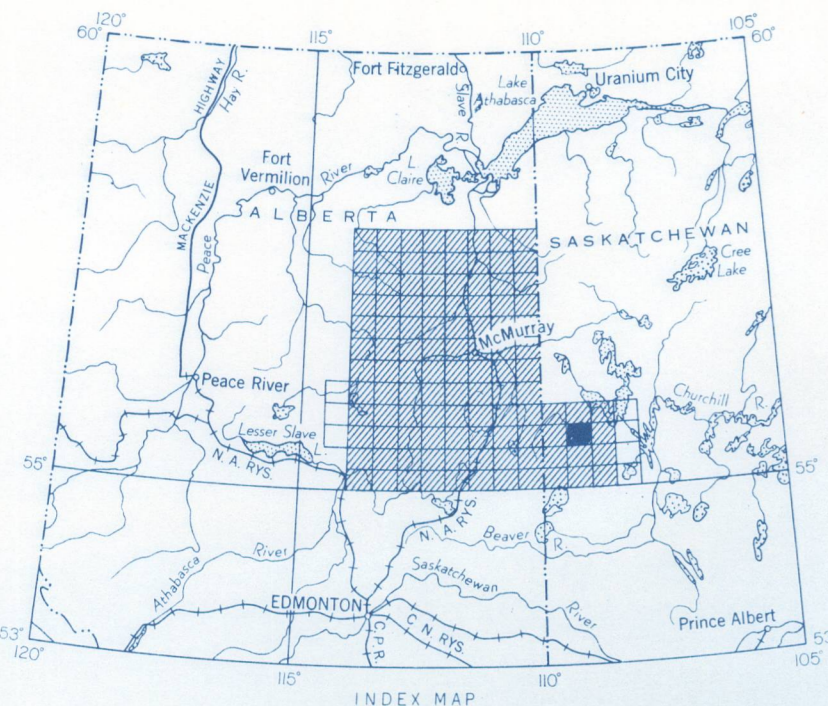 120°
60°
115°
110°
105°
60°
HIGHWAY
Hay R.
MACKENZIE
Fort Fitzgerald
Slave R.
Lake
Athabasca
Uranium City
Fort
Vermilion
River
L.
Claire
ALBERTA
Peace
SASKATCHEWAN
Cree
Lake
McMurray
Peace River
Churchill
R.
Lesser Slave
L.
N. A. RYS.
55°
55°
N. A. RYS.
Beaver
R.
Athabasca
River
Saskatchewan
River
EDMONTON
C. N. RYS.
C.P.R.
Prince Albert
53°
120°
115°
110°
105°
INDEX MAP